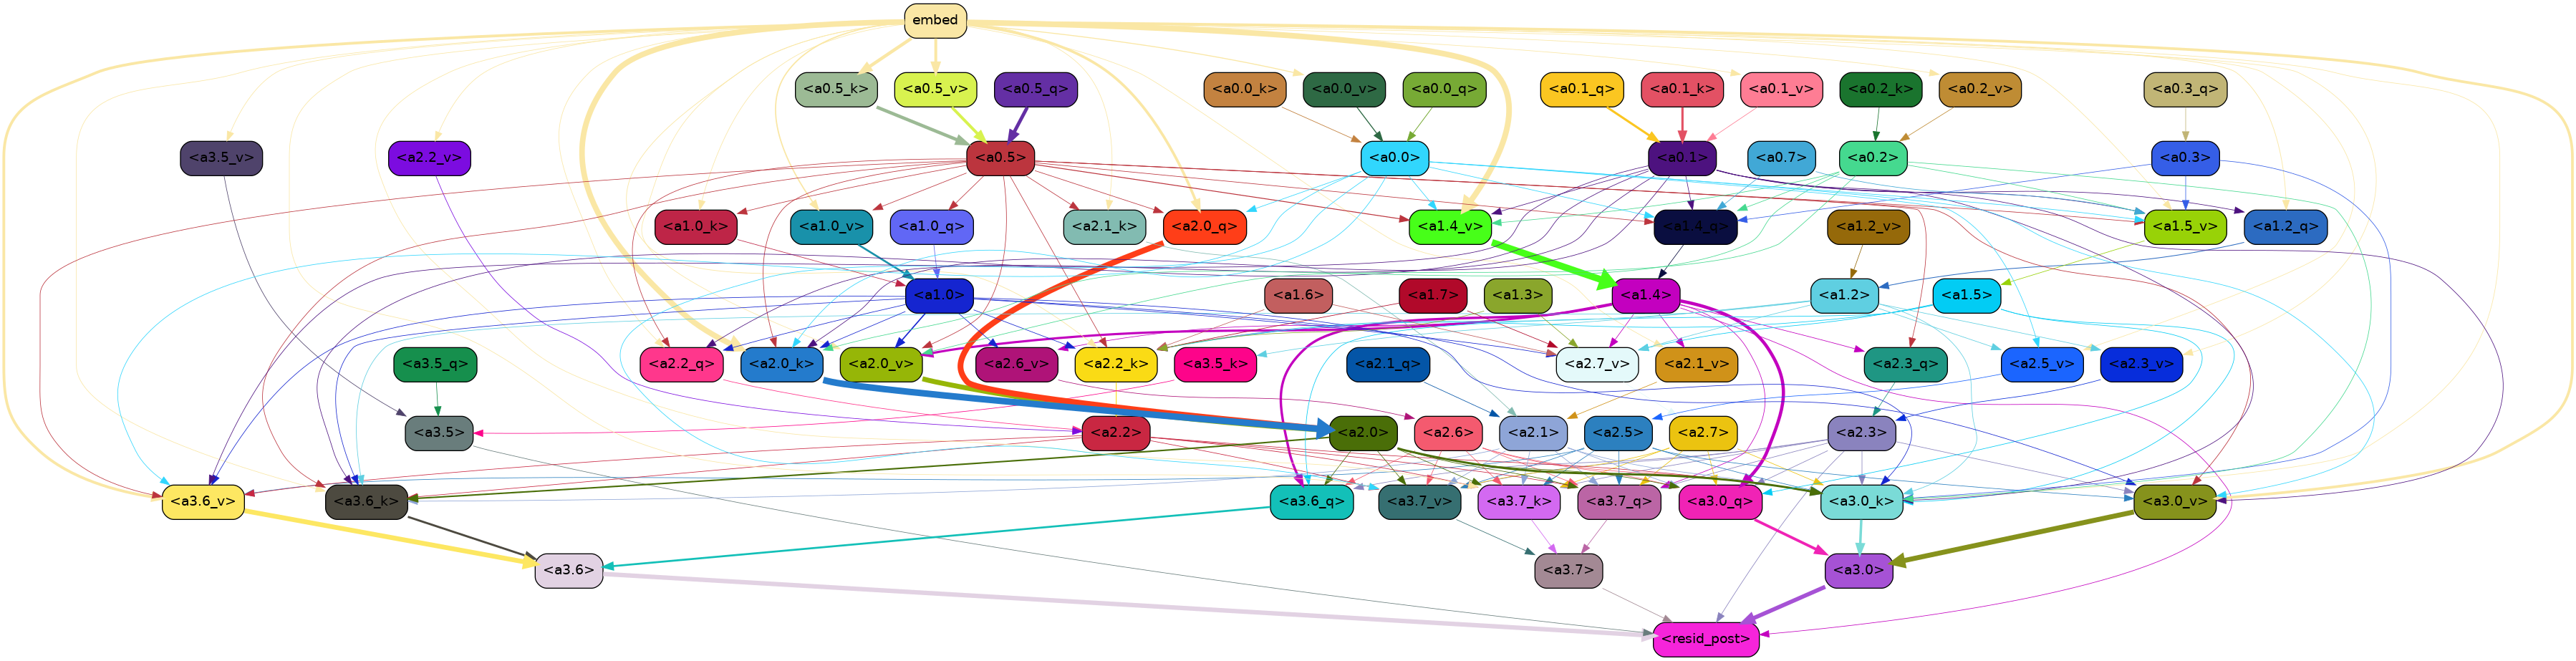 embed
<a0.5_k>
<a0.5_v>
<a0.5_q>
<a0.0_k>
<a0.0_v>
<a0.0_q>
<a0.1_q>
<a0.1_k>
<a0.1_v>
<a0.2_k>
<a0.2_v>
<a0.3_q>
<a3.5_v>
<a2.2_v>
<a0.5>
<a0.0>
<a0.1>
<a0.7>
<a0.2>
<a0.3>
<a1.0_k>
<a1.0_v>
<a1.0_q>
<a2.1_k>
<a2.0_q>
<a1.4_v>
<a1.4_q>
<a1.2_v>
<a1.5_v>
<a1.2_q>
<a1.0>
<a1.6>
<a1.7>
<a1.3>
<a1.4>
<a1.2>
<a1.5>
<a3.5_q>
<a2.2_q>
<a2.0_k>
<a2.0_v>
<a2.6_v>
<a2.2_k>
<a3.5_k>
<a2.1_q>
<a2.7_v>
<a2.1_v>
<a2.3_q>
<a2.5_v>
<a2.3_v>
<a3.5>
<a2.2>
<a2.0>
<a2.6>
<a2.1>
<a2.5>
<a2.7>
<a2.3>
<a3.6_v>
<a3.6_k>
<a3.6_q>
<a3.7_v>
<a3.7_k>
<a3.7_q>
<a3.0_q>
<a3.0_k>
<a3.0_v>
<a3.6>
<a3.7>
<a3.0>
<resid_post>